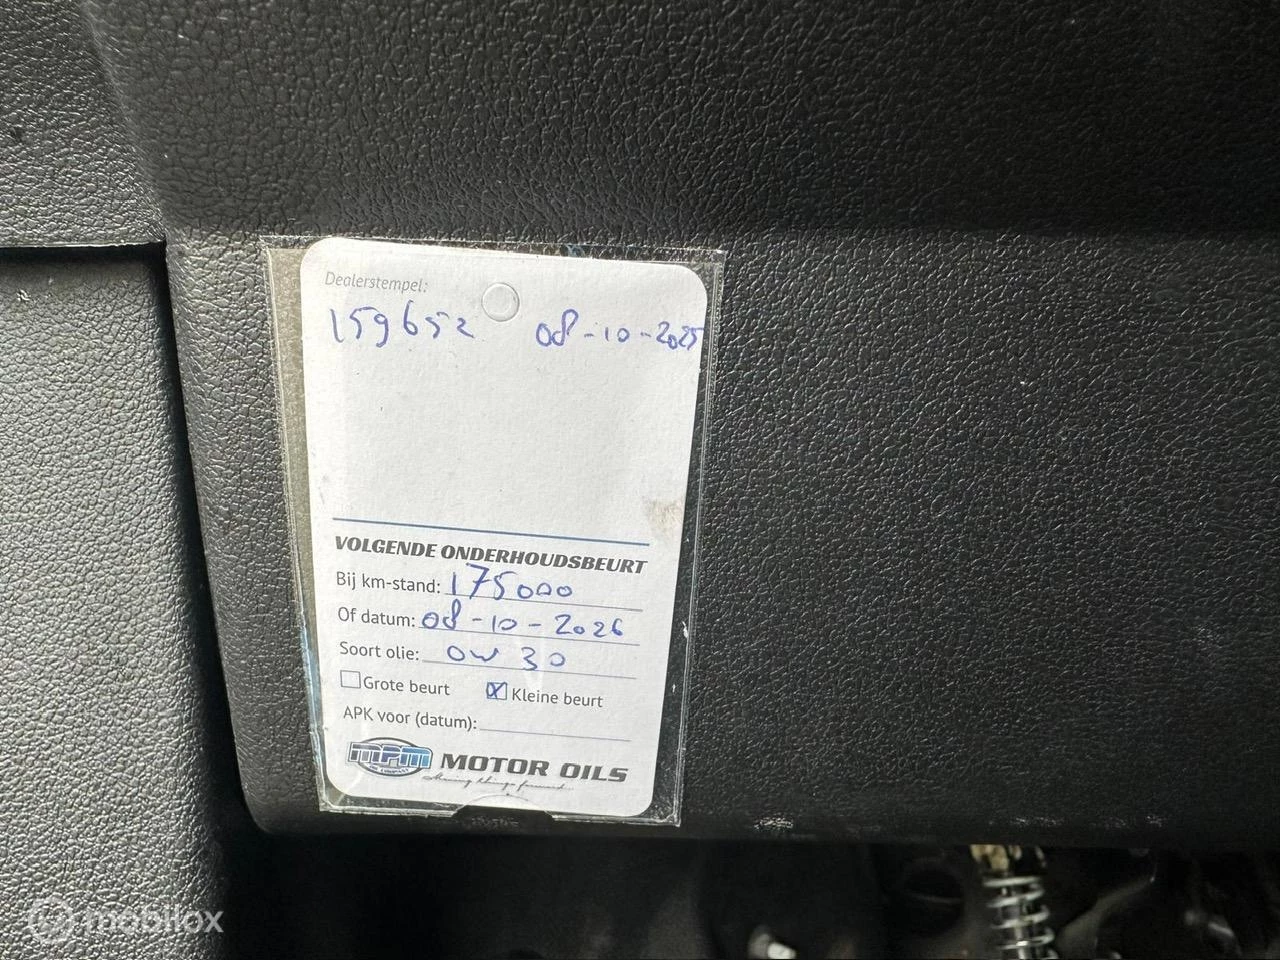 Dealerstempel:
159652 08-10-2025
VOLGENDE ONDERHOUDSBEURT
Bij km-stand: 175000
Of datum: 08-10-2026
Soort olie: 0W 30
Grote beurt X Kleine beurt
APK voor (datum):
MPM MOTOR OILS
mobilox